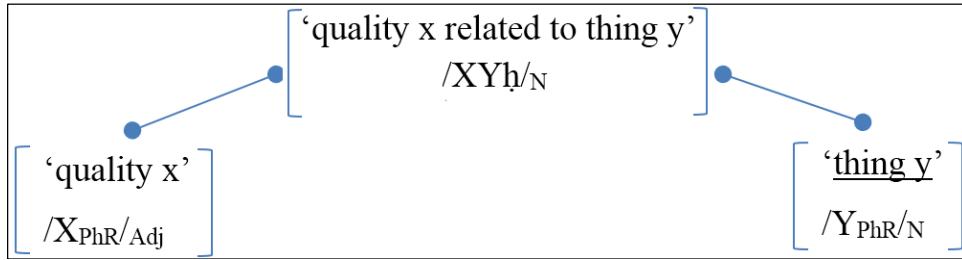 ‘quality x related to thing y’
/XYḥ/N
‘quality x’
/XPhR/Adj
‘thing y’
/YPhR/N